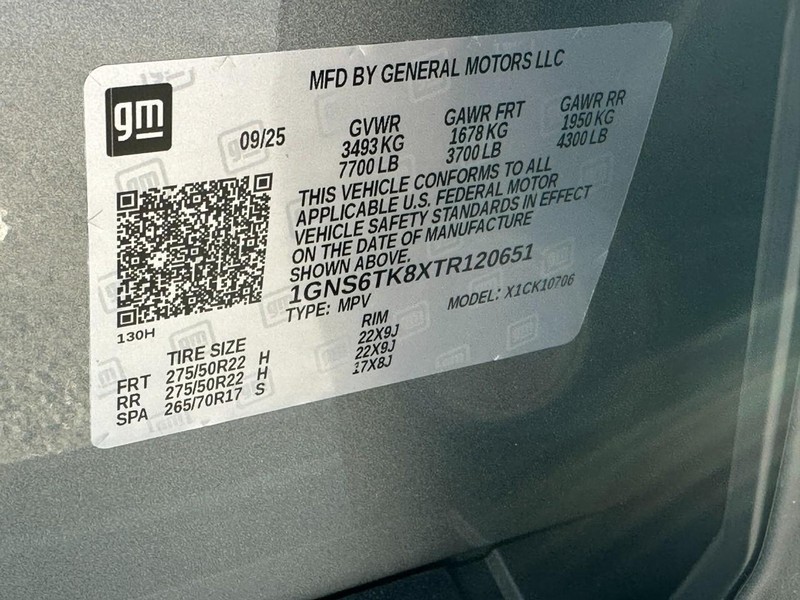 gm
MFD BY GENERAL MOTORS LLC
09/25
GVWR
3493 KG
7700 LB
GAWR FRT
1678 KG
3700 LB
GAWR RR
1950 KG
4300 LB
THIS VEHICLE CONFORMS TO ALL
APPLICABLE U.S. FEDERAL MOTOR
VEHICLE SAFETY STANDARDS IN EFFECT
ON THE DATE OF MANUFACTURE
SHOWN ABOVE.
1GNS6TK8XTR120651
TYPE: MPV
MODEL: X1CK10706
130H
TIRE SIZE
RIM
FRT 275/50R22 H 22X9J
RR 275/50R22 H 22X9J
SPA 265/70R17 S 17X8J